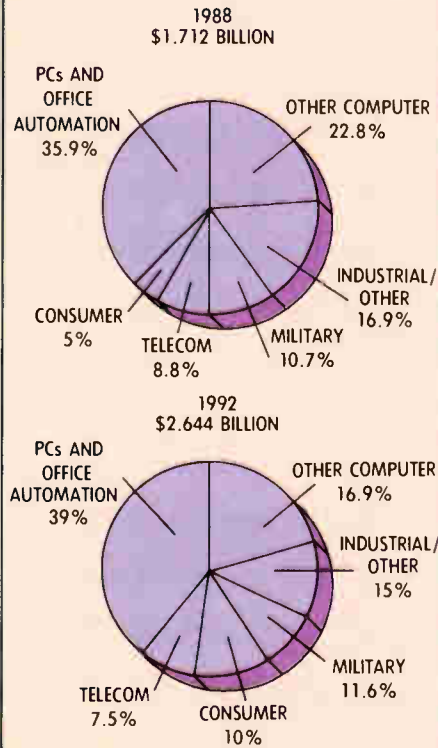 1988
$1.712 BILLION
PCs AND
OFFICE
AUTOMATION
35.9%
OTHER COMPUTER
22.8%
INDUSTRIAL/
OTHER
16.9%
MILITARY
10.7%
TELECOM
8.8%
CONSUMER
5%
1992
$2.644 BILLION
PCs AND
OFFICE
AUTOMATION
39%
OTHER COMPUTER
16.9%
INDUSTRIAL/
OTHER
15%
MILITARY
11.6%
CONSUMER
10%
TELECOM
7.5%